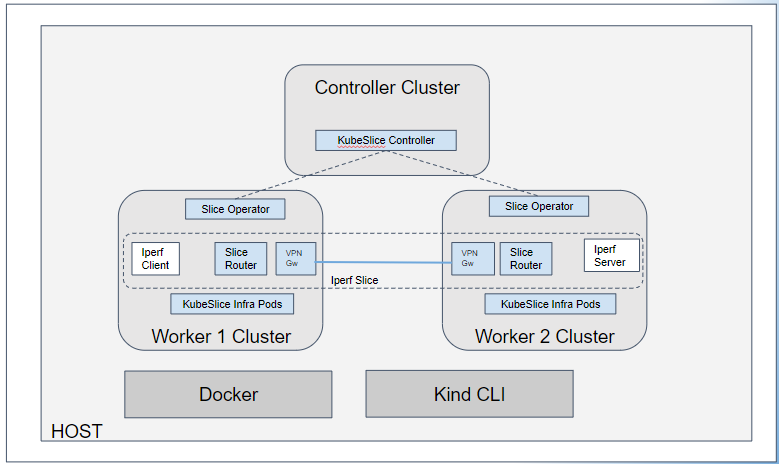 Controller Cluster
KubeSlice Controller
Slice Operator
Slice Operator
Iperf
Client
Slice
Router
VPN
Gw
VPN
Gw
Slice
Router
Iperf
Server
Iperf Slice
KubeSlice Infra Pods
KubeSlice Infra Pods
Worker 1 Cluster
Worker 2 Cluster
Docker
Kind CLI
HOST